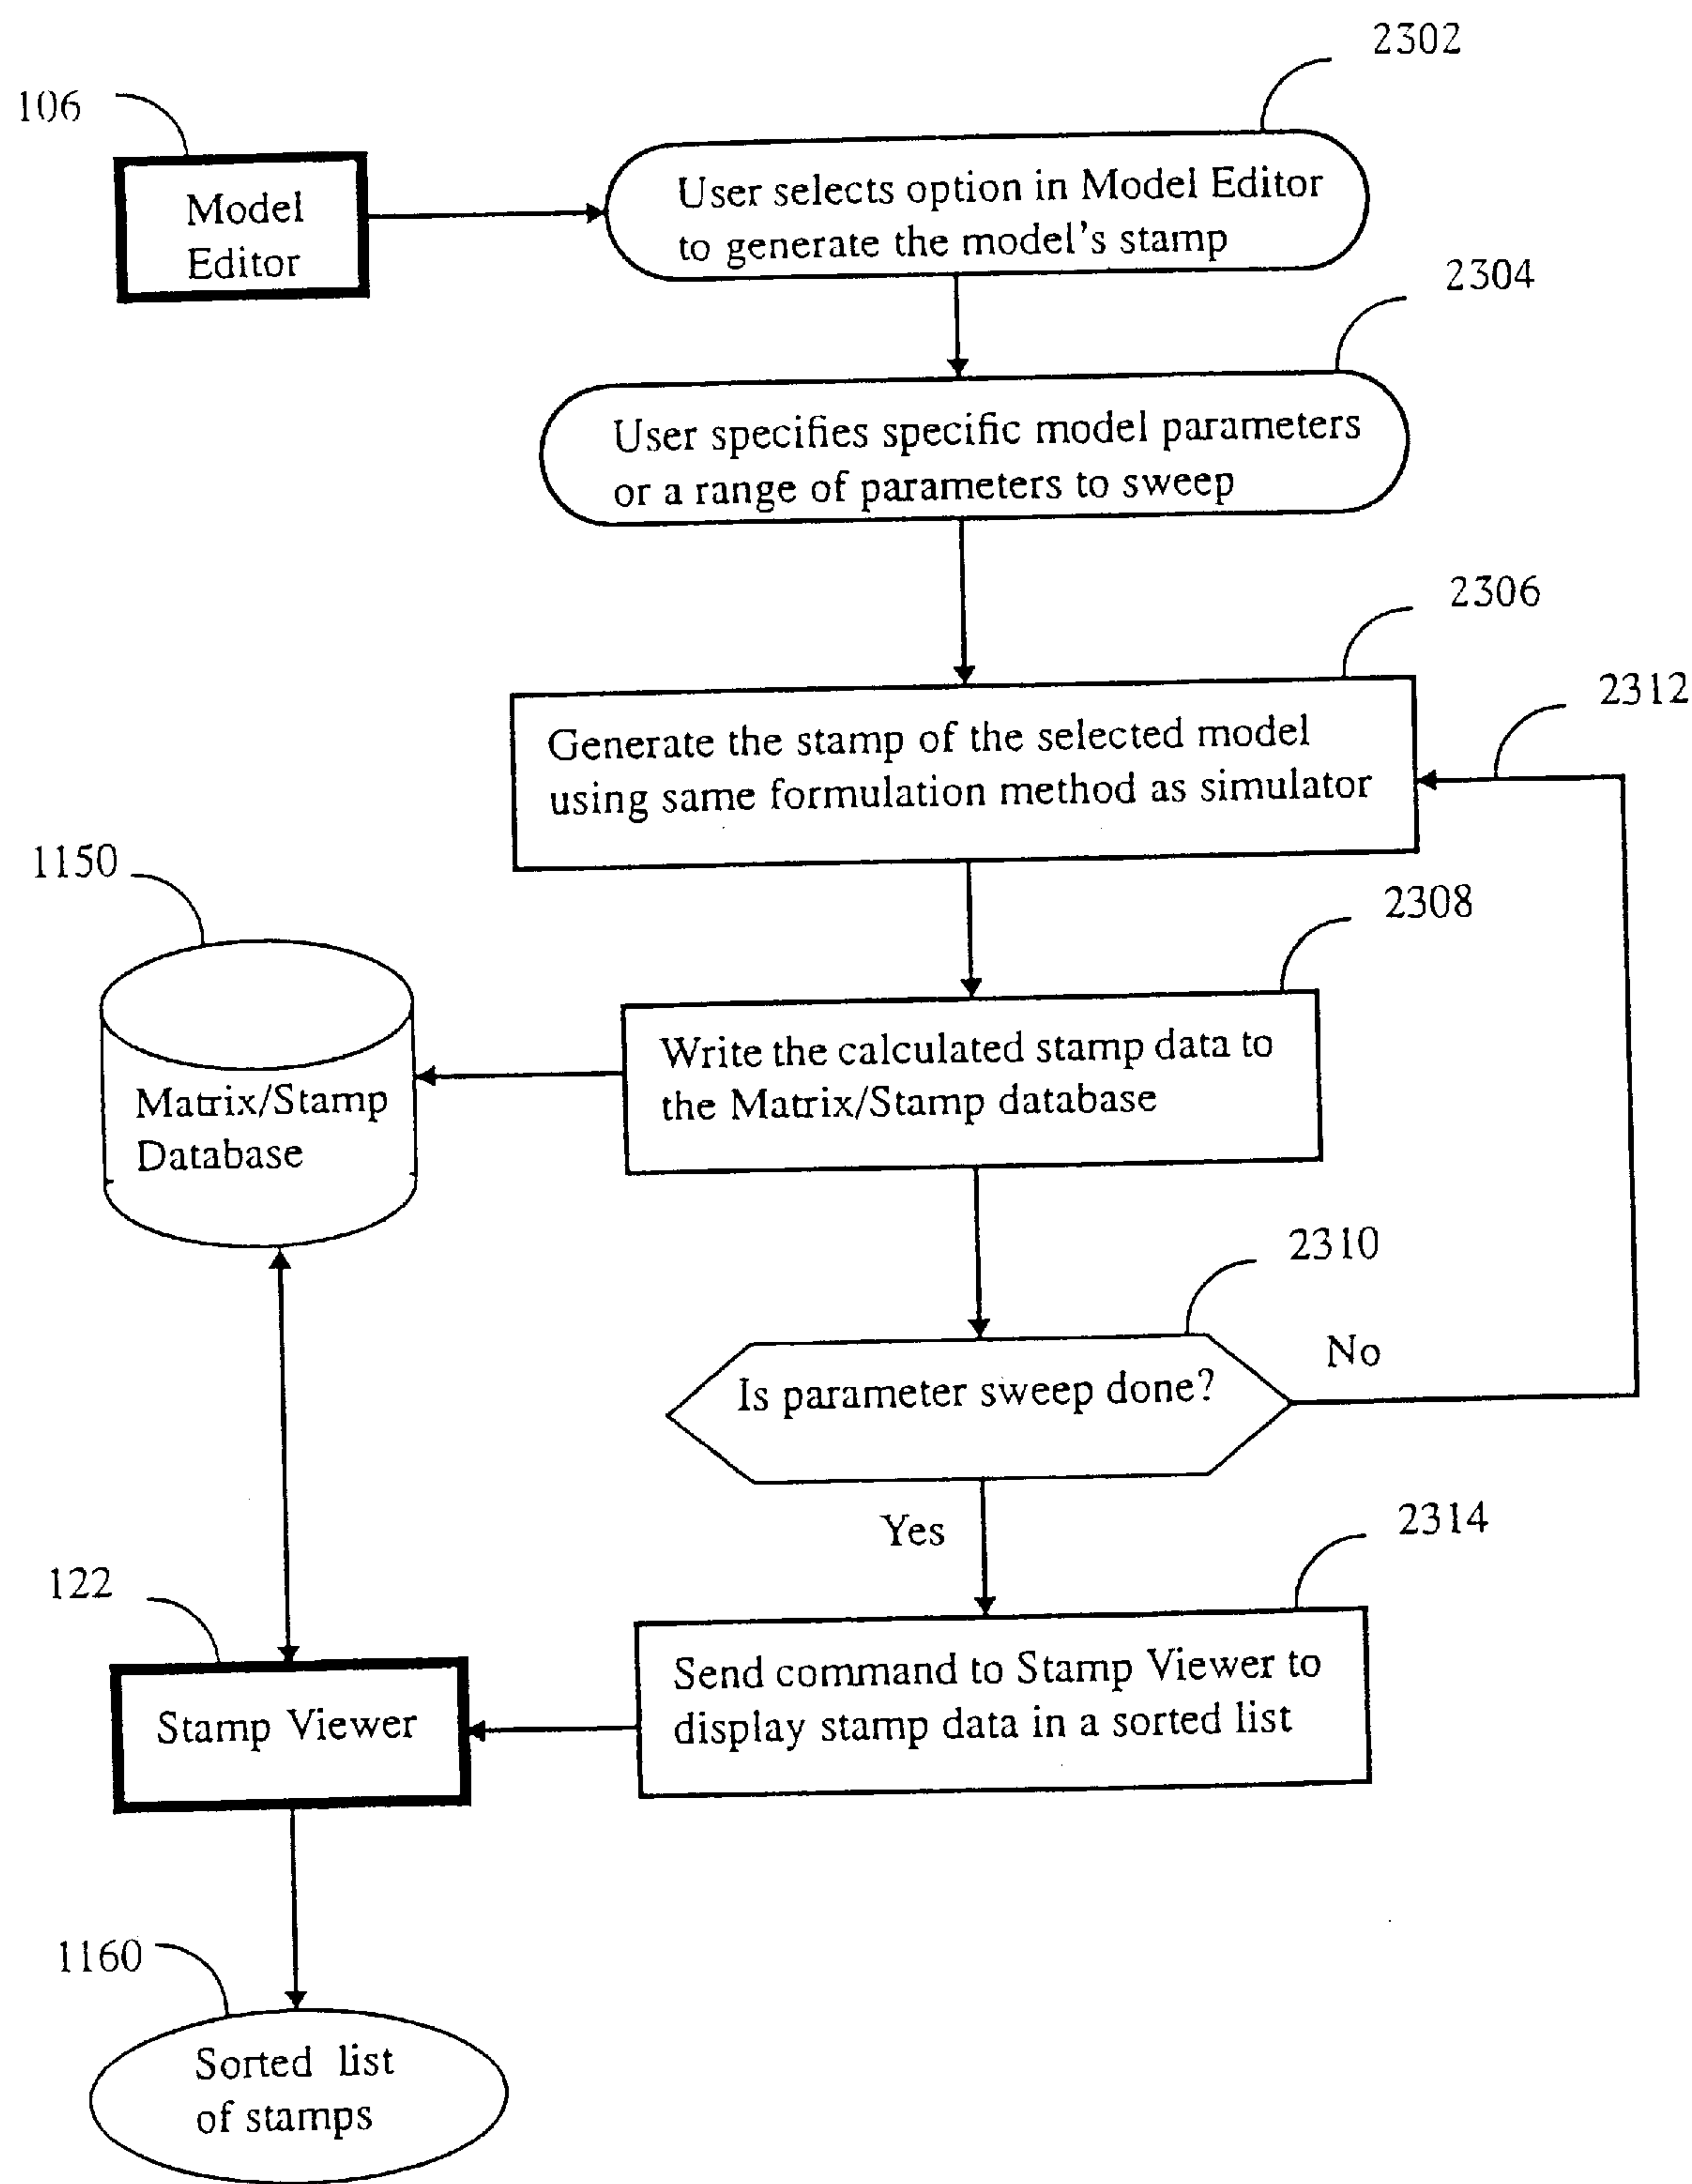 2302
106
Model
Editor
User selects option in Model Editor
to generate the model's stamp
2304
User specifies specific model parameters
or a range of parameters to sweep
2306
2312
Generate the stamp of the selected model
using same formulation method as simulator
1150
2308
Matrix/Stamp
Database
Write the calculated stamp data to
the Matrix/Stamp database
2310
Is parameter sweep done?
No
Yes
2314
122
Stamp Viewer
Send command to Stamp Viewer to
display stamp data in a sorted list
1160
Sorted list
of stamps